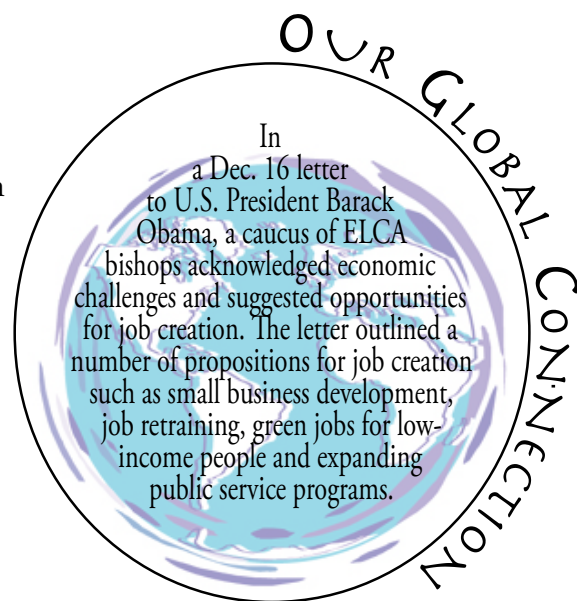 OUR GLOBAL CONNECTION
In
a Dec. 16 letter
to U.S. President Barack
Obama, a caucus of ELCA
bishops acknowledged economic
challenges and suggested opportunities
for job creation. The letter outlined a
number of propositions for job creation
such as small business development,
job retraining, green jobs for low-
income people and expanding
public service programs.